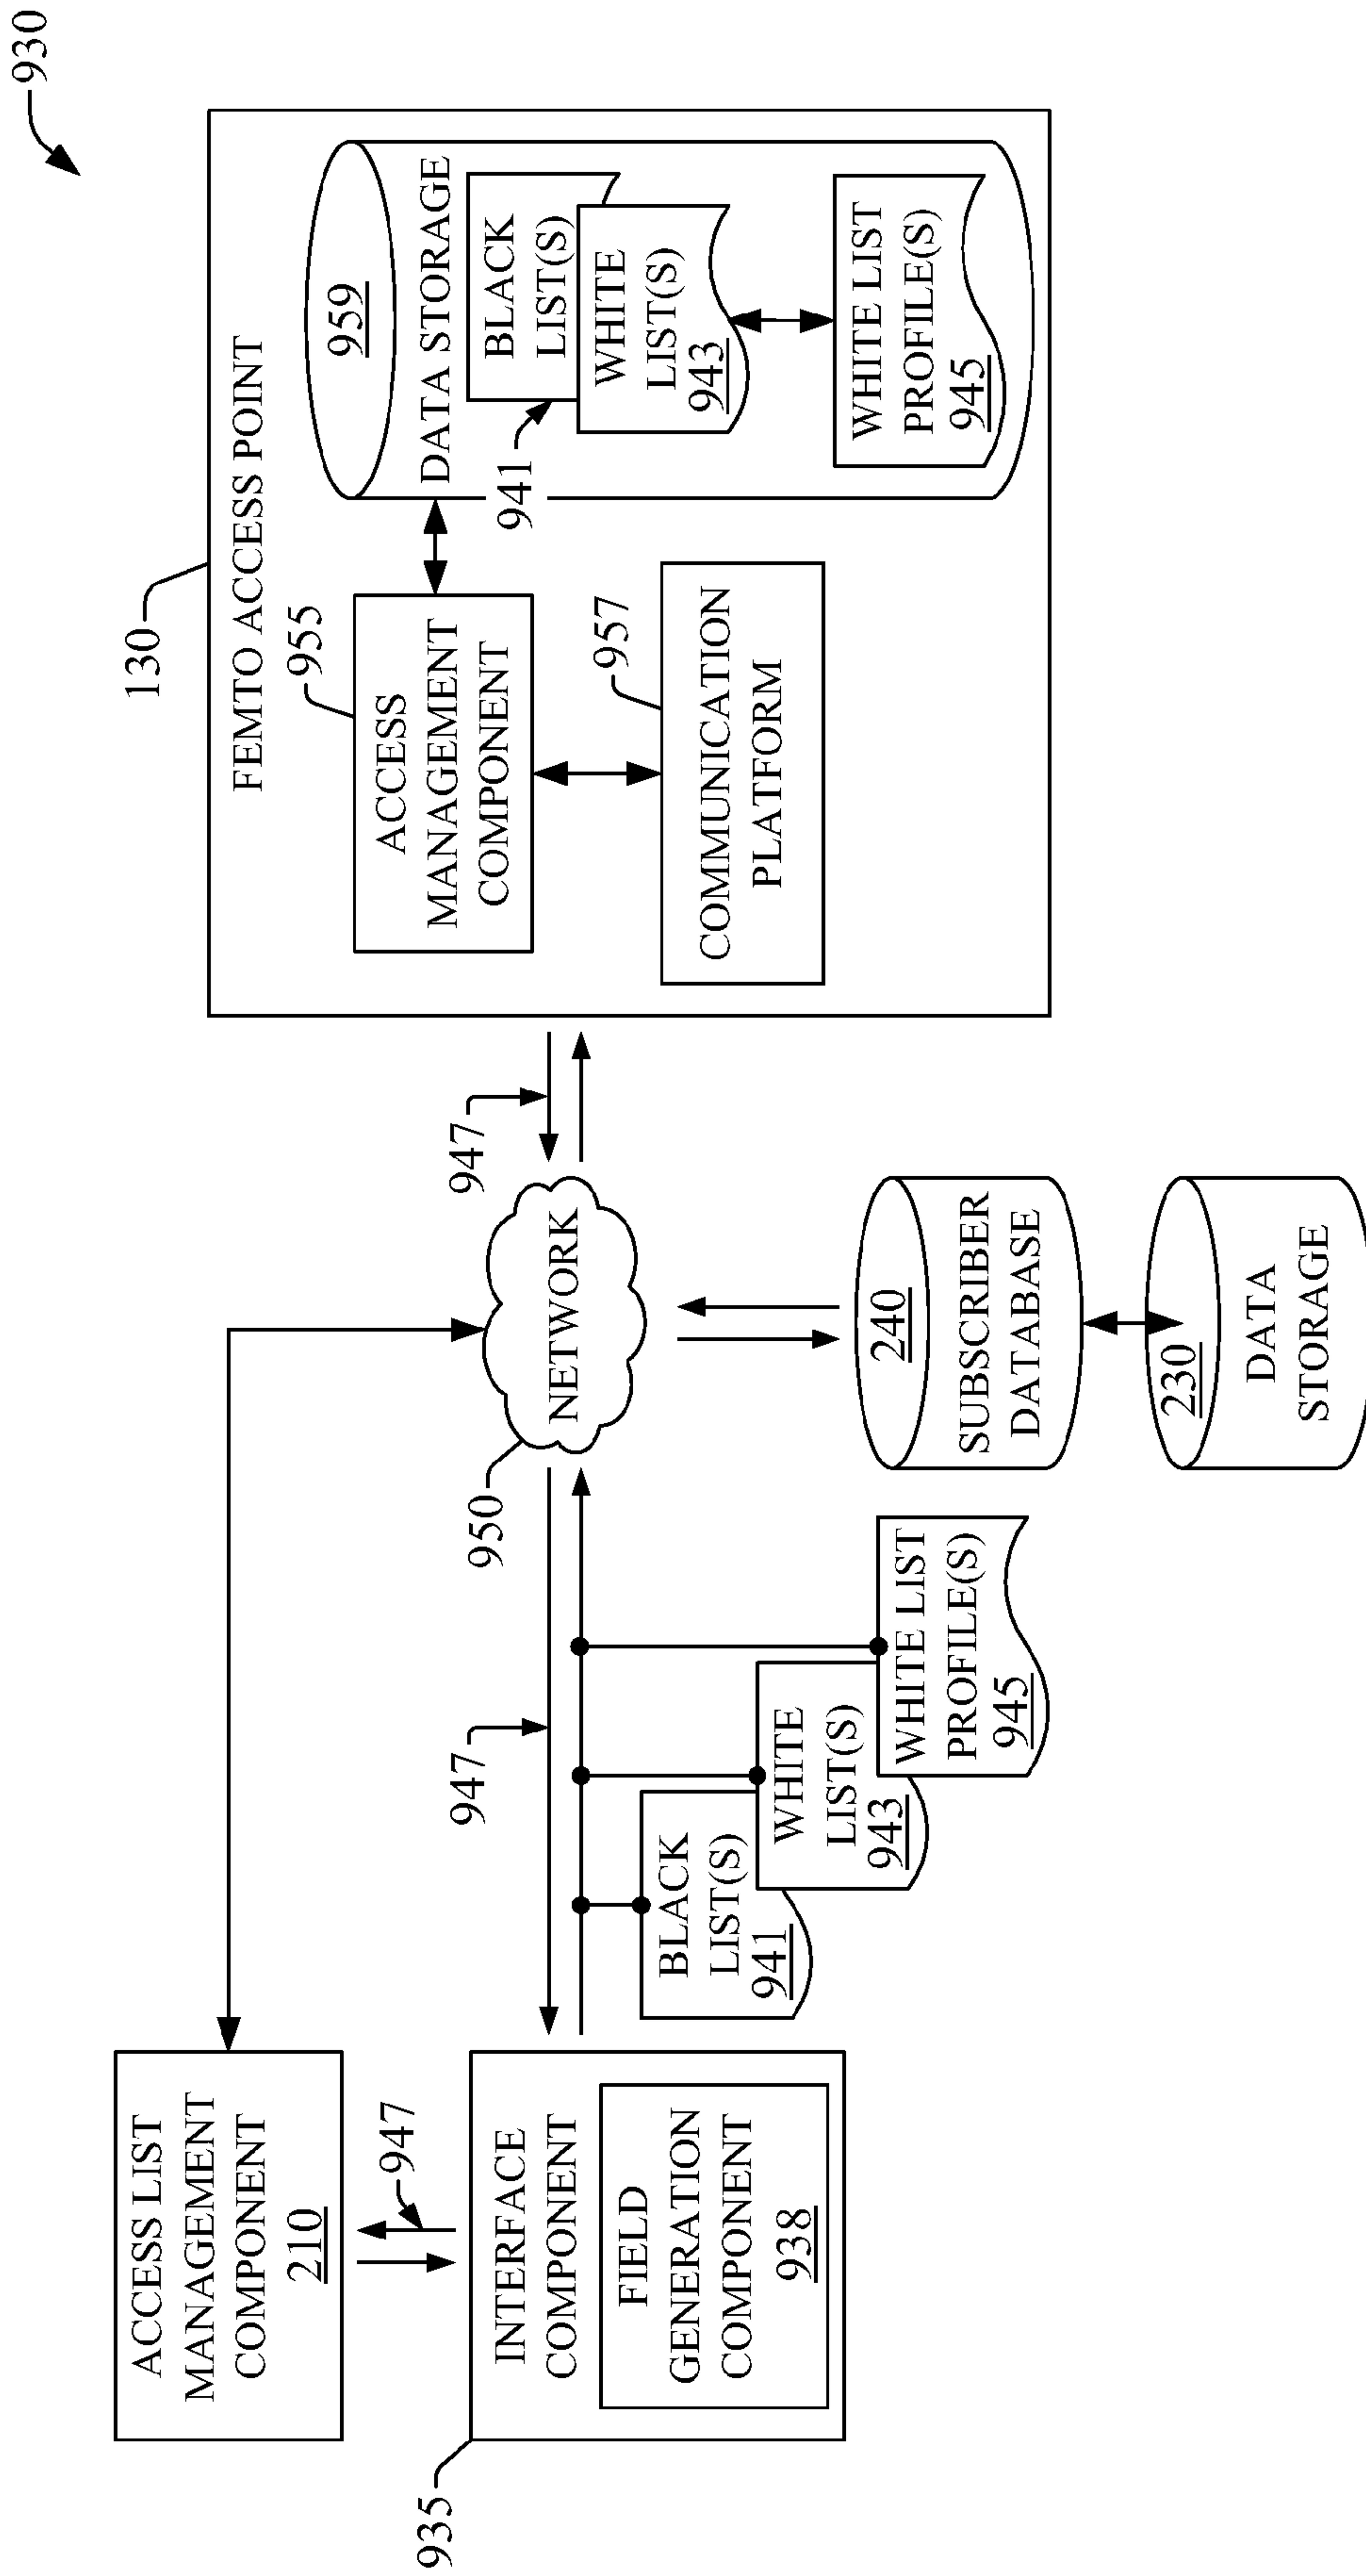 930
ACCESS LIST
MANAGEMENT
COMPONENT
210
947
935
INTERFACE
COMPONENT
FIELD
GENERATION
COMPONENT
938
947
BLACK
LIST(S)
941
WHITE
LIST(S)
943
WHITE LIST
PROFILE(S)
945
950
NETWORK
947
240
SUBSCRIBER
DATABASE
230
DATA
STORAGE
130
FEMTO ACCESS POINT
955
ACCESS
MANAGEMENT
COMPONENT
957
COMMUNICATION
PLATFORM
959
DATA STORAGE
941
BLACK
LIST(S)
WHITE
LIST(S)
943
WHITE LIST
PROFILE(S)
945